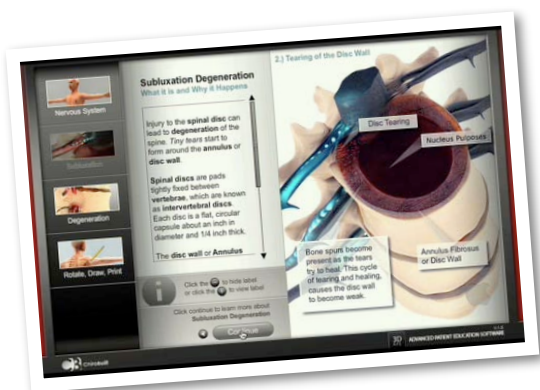 Nervous System
Degeneration
Rotate, Draw, Print
Subluxation Degeneration
What it is and Why it Happens
Injury to the spinal disc can
lead to degeneration of the
spine. Tiny tears start to
form around the annulus or
disc wall.
Spinal discs are pads
tightly fixed between
vertebrae, which are known
as intervertebral discs.
Each disc is a flat, circular
capsule about an inch in
diameter and 1/4 inch thick.
The disc wall or Annulus
Click the to hide label
or click the to view label
Click continue to learn more about
Subluxation Degeneration
Continue
2.) Tearing of the Disc Wall
Disc Tearing
Nucleus Pulposes
Annulus Fibrosus
or Disc Wall
Bone spurs become
present as the tears
try to heal. This cycle
of tearing and healing,
causes the disc wall
to become weak.
ADVANCED PATIENT EDUCATION SOFTWARE